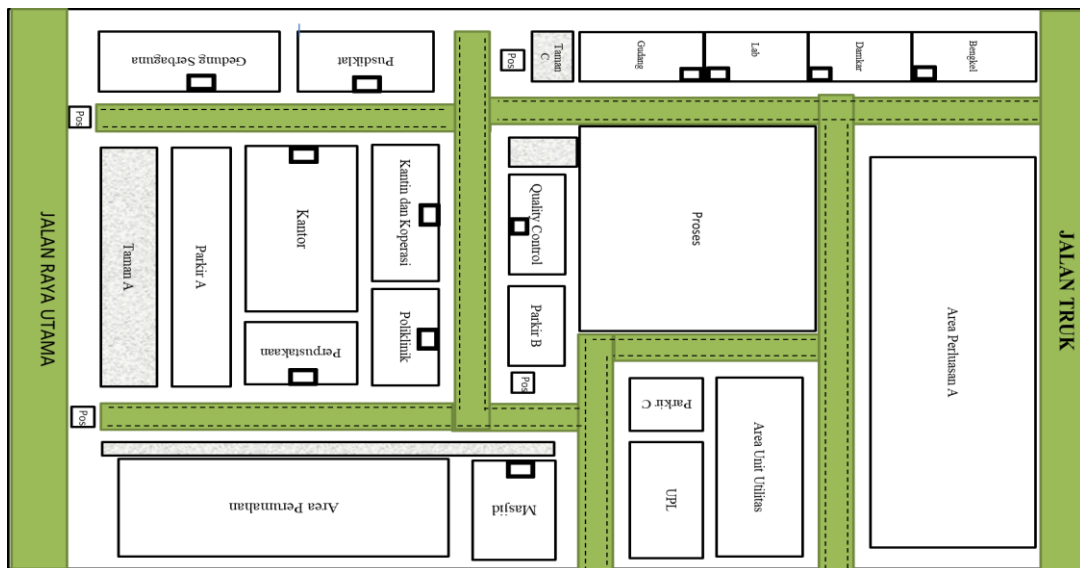 JALAN RAYA UTAMA
Gedung Serbaguna
Pusdiklat
Pos
Taman
C
Gudang
Lab
Damkar
Bengkel
Pos
Taman A
Parkir A
Kantor
Kantin dan Koperasi
Quality Control
Proses
Area Perluasan A
JALAN TRUK
Perpustakaan
Poliklinik
Parkir B
Pos
Parkir C
Area Unit Utilitas
Pos
UPL
Area Perumahan
Masjid